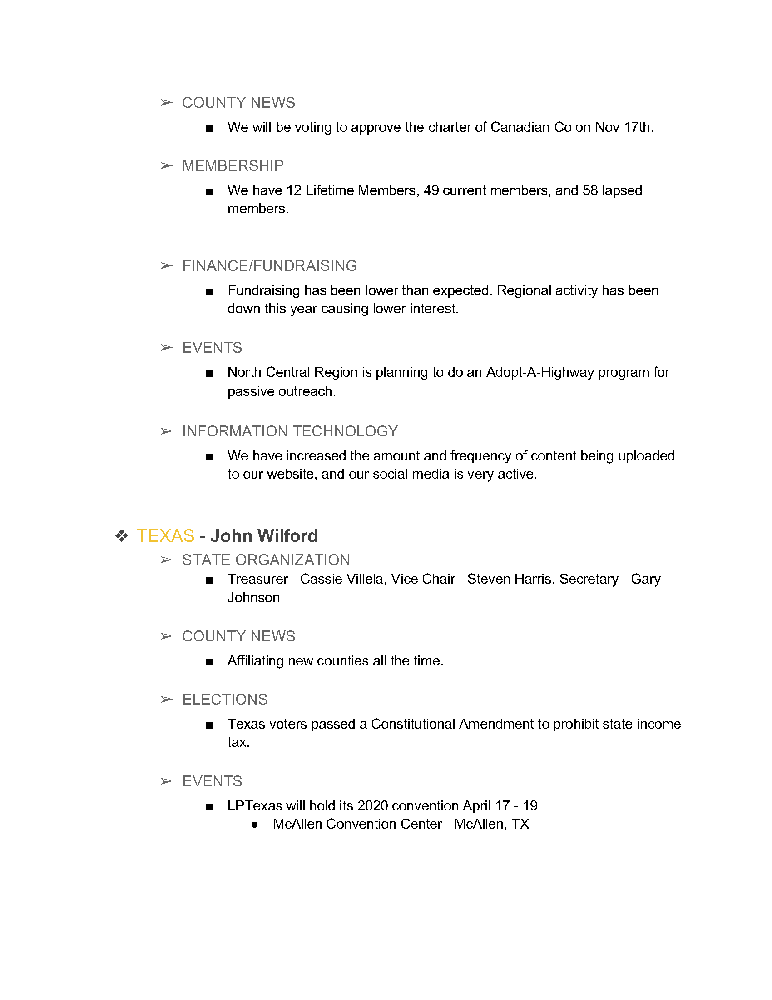 ➢ COUNTY NEWS
■ We will be voting to approve the charter of Canadian Co on Nov 17th.
➢ MEMBERSHIP
■ We have 12 Lifetime Members, 49 current members, and 58 lapsed
members.
➢ FINANCE/FUNDRAISING
■ Fundraising has been lower than expected. Regional activity has been
down this year causing lower interest.
➢ EVENTS
■ North Central Region is planning to do an Adopt-A-Highway program for
passive outreach.
➢ INFORMATION TECHNOLOGY
■ We have increased the amount and frequency of content being uploaded
to our website, and our social media is very active.
❖ TEXAS - John Wilford
➢ STATE ORGANIZATION
■ Treasurer - Cassie Villela, Vice Chair - Steven Harris, Secretary - Gary
Johnson
➢ COUNTY NEWS
■ Affiliating new counties all the time.
➢ ELECTIONS
■ Texas voters passed a Constitutional Amendment to prohibit state income
tax.
➢ EVENTS
■ LPTexas will hold its 2020 convention April 17 - 19
● McAllen Convention Center - McAllen, TX